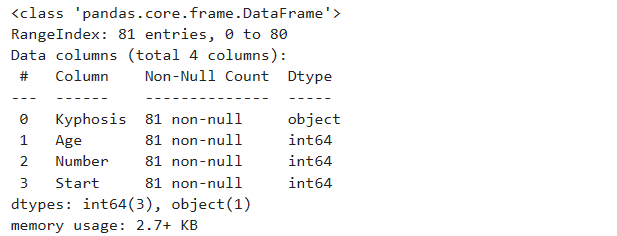 <class 'pandas.core.frame.DataFrame'>
RangeIndex: 81 entries, 0 to 80
Data columns (total 4 columns):
 #   Column    Non-Null Count  Dtype
---  ------    --------------  -----
 0   Kyphosis  81 non-null     object
 1   Age       81 non-null     int64
 2   Number    81 non-null     int64
 3   Start     81 non-null     int64
dtypes: int64(3), object(1)
memory usage: 2.7+ KB